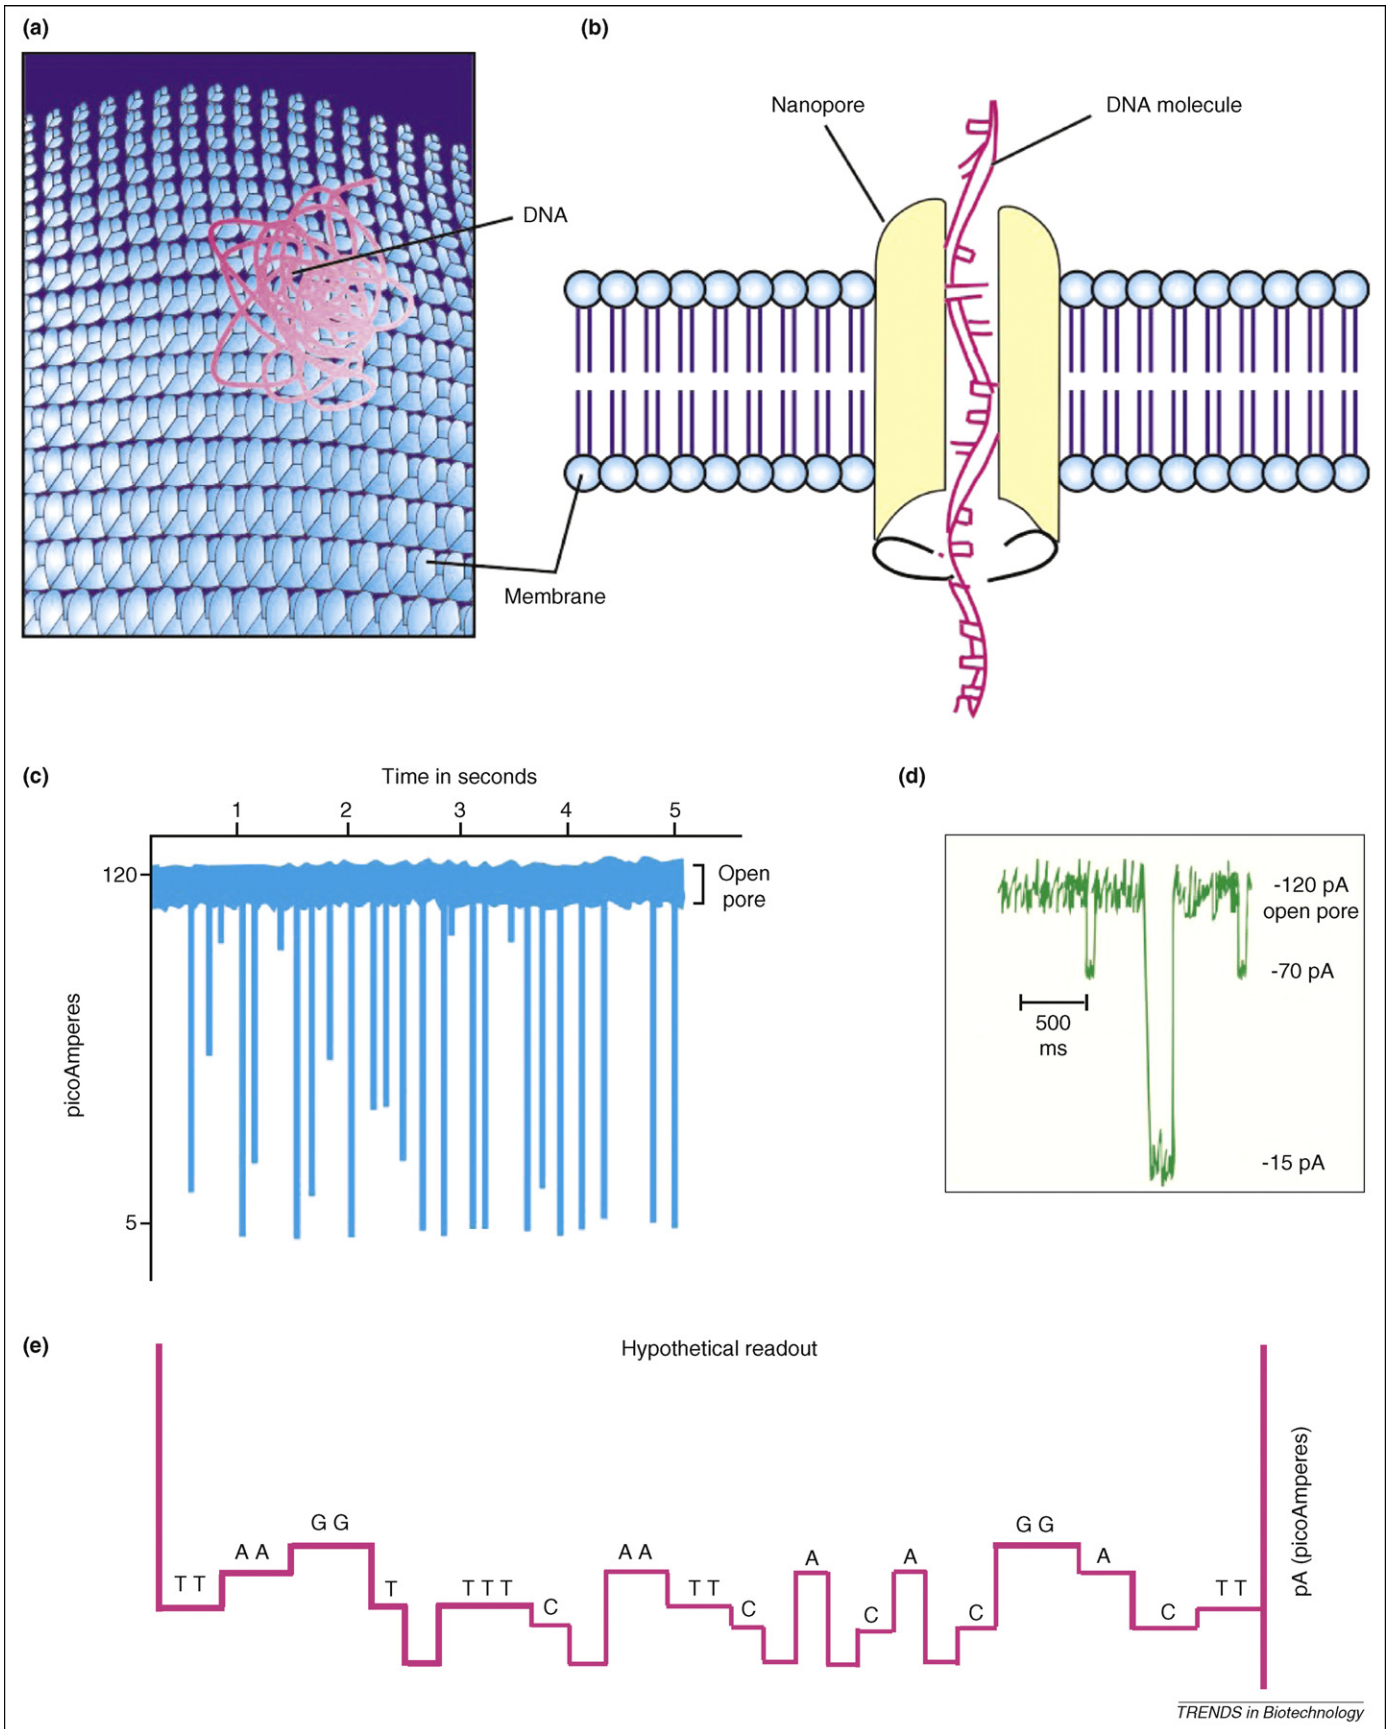 (a)
(b)
Nanopore
DNA molecule
DNA
Membrane
(c)
Time in seconds
1 2 3 4 5
120
Open
pore
picoAmperes
5
(d)
-120 pA
open pore
-70 pA
500
ms
-15 pA
(e)
Hypothetical readout
T T
A A
G G
T
T T T
C
A A
T T
C
A
C
A
C
G G
A
C
T T
pA (picoAmperes)
TRENDS in Biotechnology